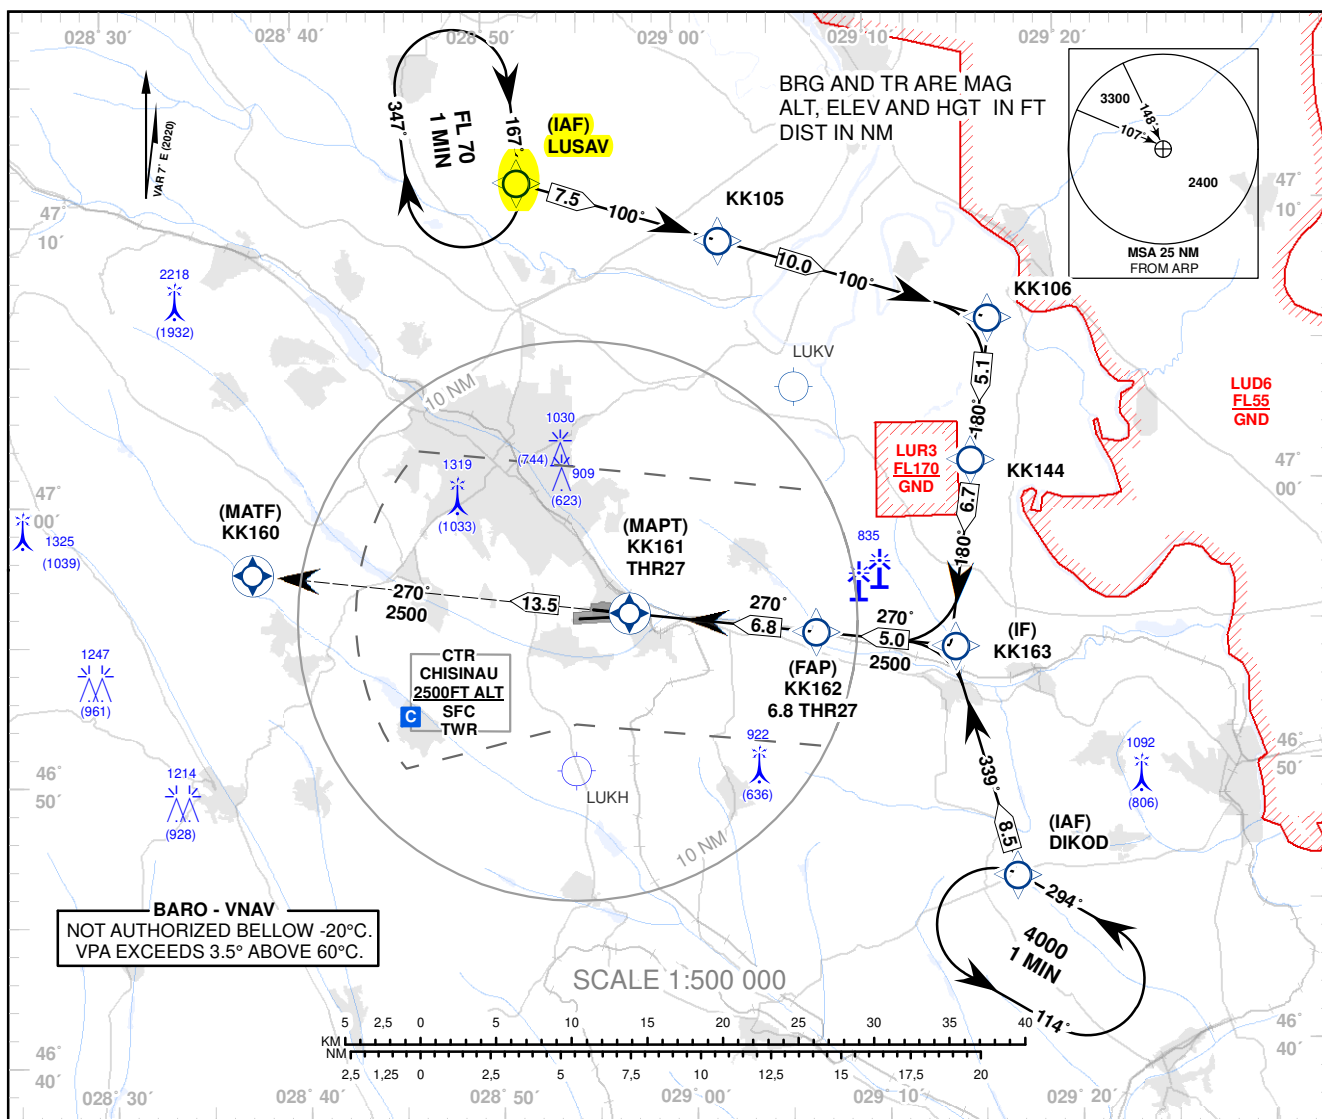 028° 30´
028° 40´
028° 50´
029° 00´
029° 10´
029° 20´
BRG AND TR ARE MAG
ALT, ELEV AND HGT IN FT
DIST IN NM
3300
148°
107°
2400
MSA 25 NM
FROM ARP
VAR 7° E (2020)
347°
FL 70
1 MIN
167°
(IAF)
LUSAV
7.5
100°
KK105
10.0
100°
KK106
47°
10´
47°
10´
2218
(1932)
LUKV
5.1
180°
LUD6
FL55
GND
10 NM
1030
(744)
909
(623)
1319
(1033)
LUR3
FL170
GND
KK144
47°
00´
47°
00´
6.7
180°
(MATF)
KK160
(MAPT)
KK161
THR27
835
1325
(1039)
270°
2500
13.5
270°
6.8
270°
5.0
2500
(IF)
KK163
(FAP)
KK162
6.8 THR27
1247
(961)
CTR
CHISINAU
2500FT ALT
SFC
TWR
C
922
(636)
339°
8.5
1092
(806)
46°
50´
46°
50´
1214
(928)
LUKH
10 NM
(IAF)
DIKOD
294°
4000
1 MIN
114°
BARO - VNAV
NOT AUTHORIZED BELLOW -20°C.
VPA EXCEEDS 3.5° ABOVE 60°C.
SCALE 1:500 000
5 2,5 0 5 10 15 20 25 30 35 40
KM
NM
2,5 1,25 0 2,5 5 7,5 10 12,5 15 17,5 20
46°
40´
46°
40´
028° 30´
028° 40´
028° 50´
029° 00´
029° 10´
029° 20´